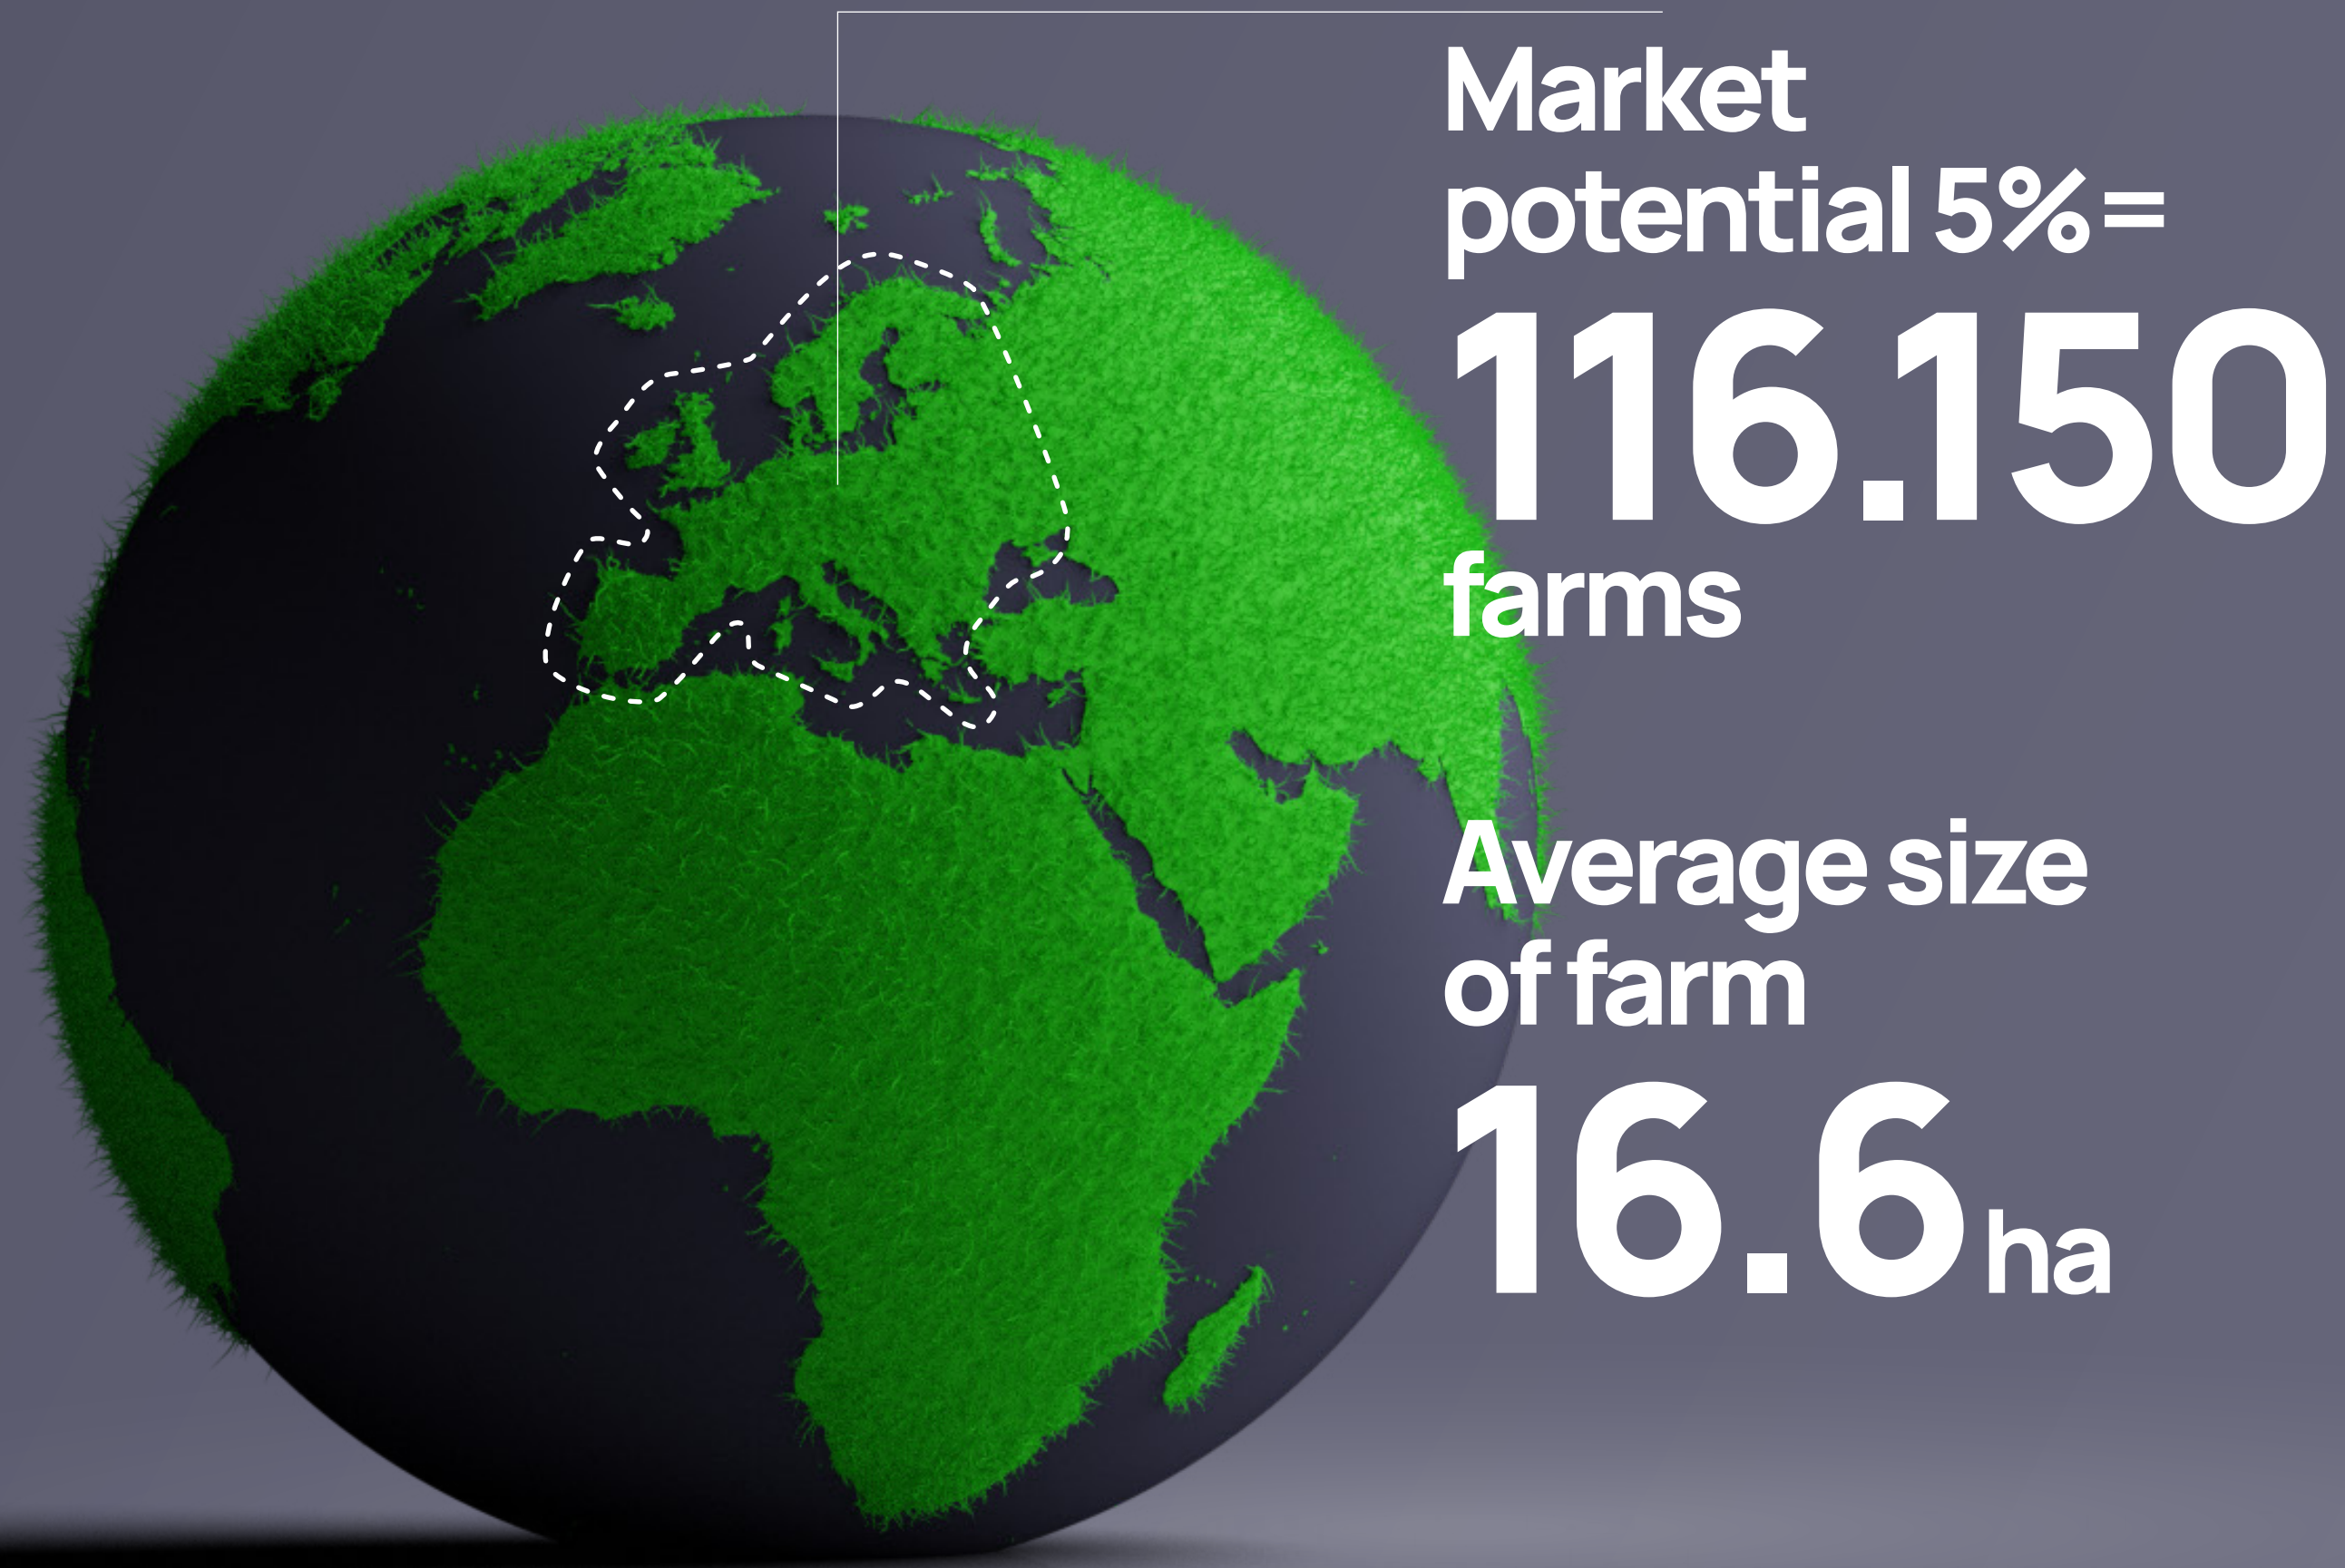 Market
potential 5%=
116.150
farms
Average size
of farm
16.6 ha